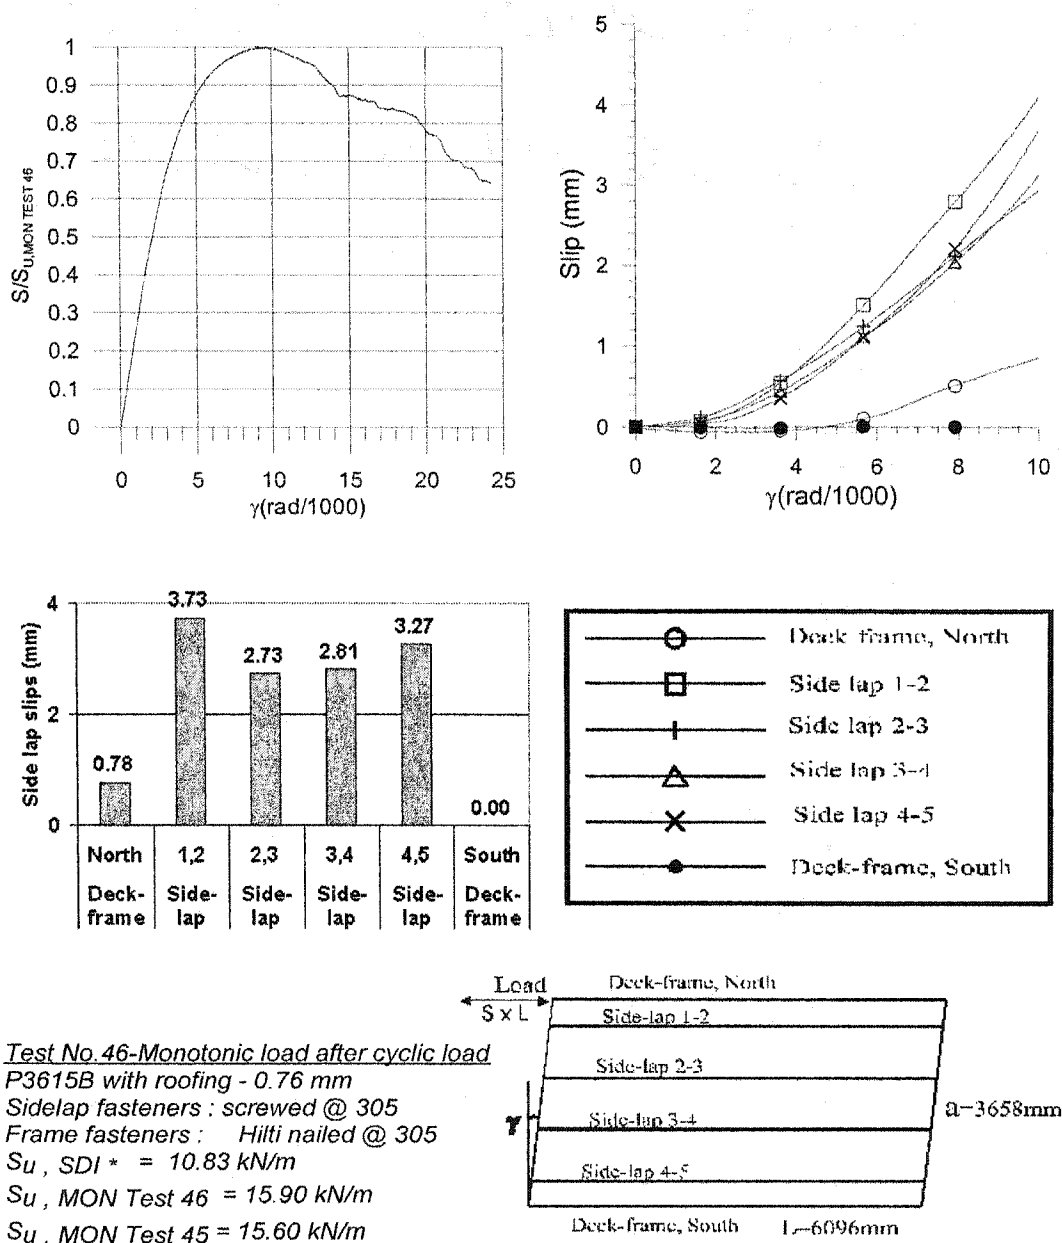 S/S_U,MON TEST 46
1
0.9
0.8
0.7
0.6
0.5
0.4
0.3
0.2
0.1
0
0 5 10 15 20 25
γ(rad/1000)
Slip (mm)
5
4
3
2
1
0
0 2 4 6 8 10
γ(rad/1000)
Side lap slips (mm)
4
2
0
0.78
3.73
2.73
2.81
3.27
0.00
North 1,2 2,3 3,4 4,5 South
Deck- Side- Side- Side- Side- Deck-
frame lap lap lap lap frame
Deck frame, North
Side lap 1-2
Side lap 2-3
Side lap 3-4
Side lap 4-5
Deck-frame, South
Load
S x L
Deck-frame, North
Side-lap 1-2
Side-lap 2-3
Side-lap 3-4
Side-lap 4-5
Deck-frame, South
γ
a=3658mm
L=6096mm
Test No.46-Monotonic load after cyclic load
P3615B with roofing - 0.76 mm
Sidelap fasteners : screwed @ 305
Frame fasteners : Hilti nailed @ 305
Su , SDI * = 10.83 kN/m
Su , MON Test 46 = 15.90 kN/m
Su , MON Test 45 = 15.60 kN/m